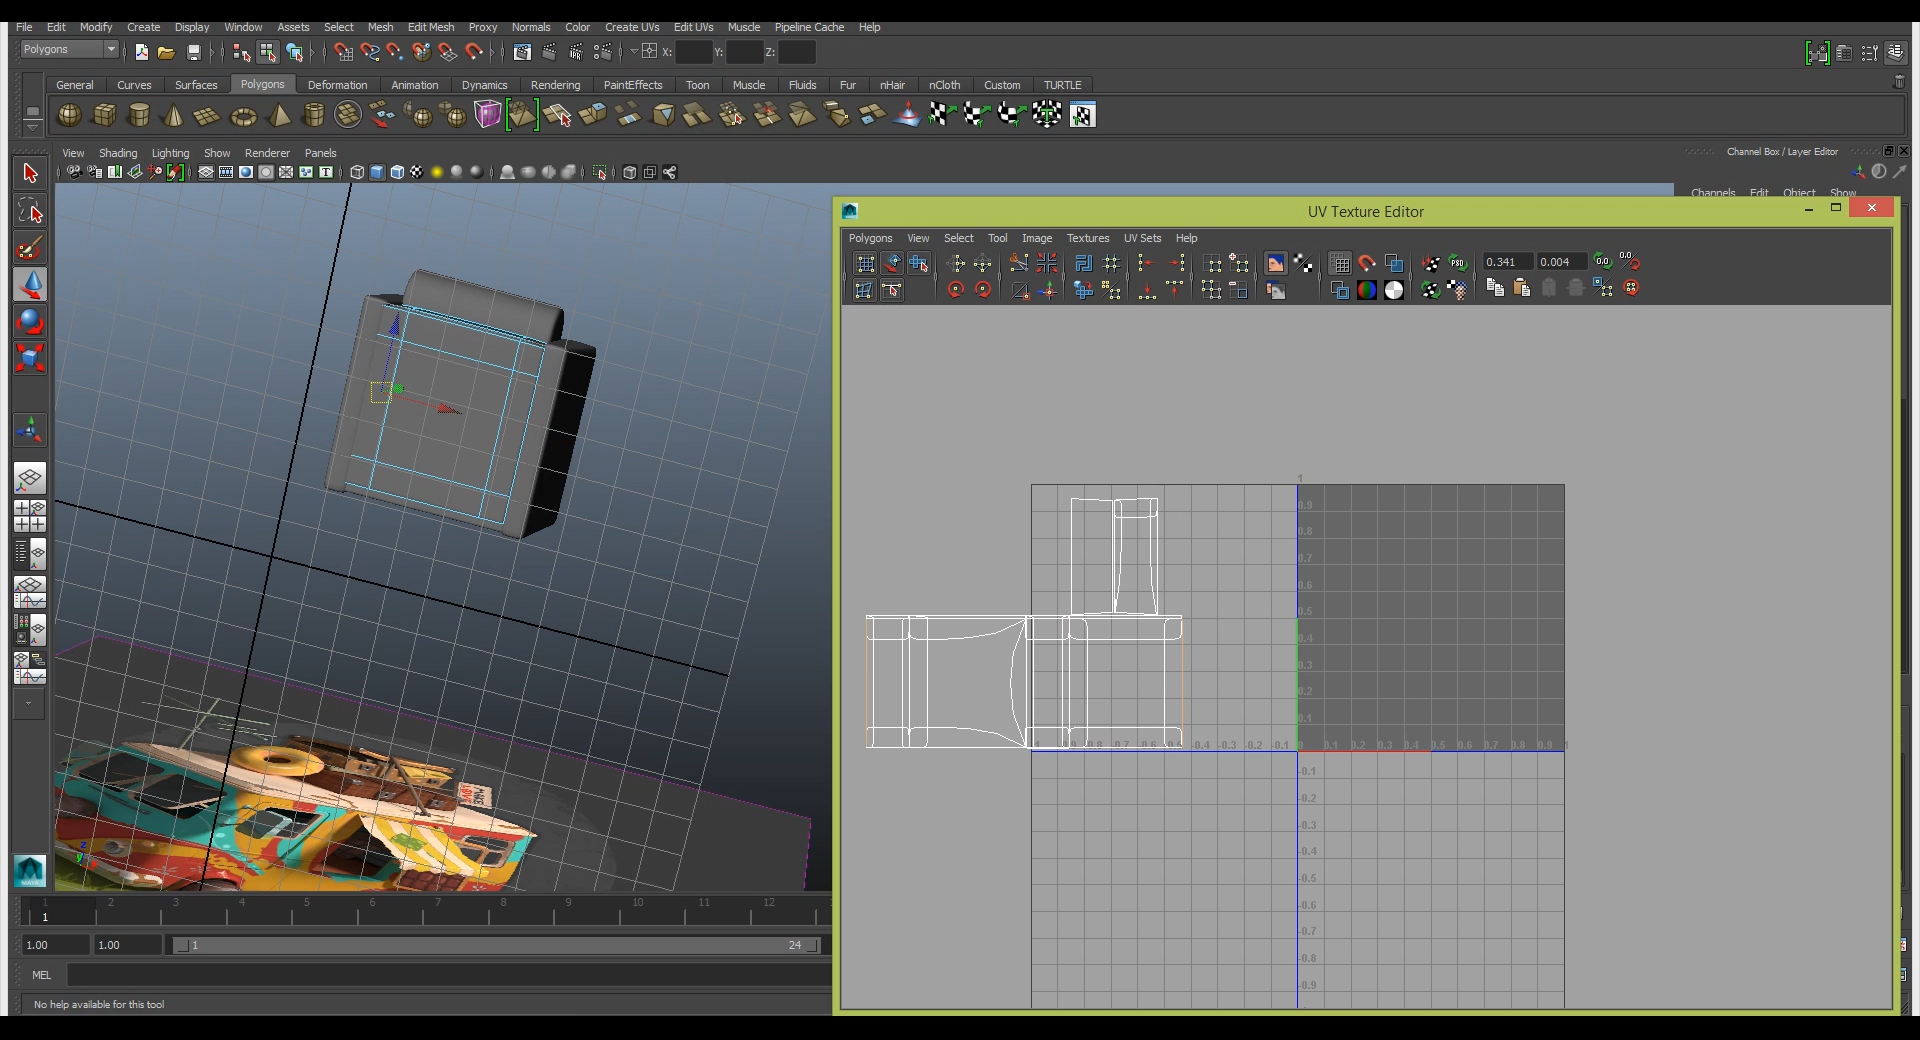 File Edit Modify Create Display Window Assets Select Mesh Edit Mesh Proxy Normals Color Create UVs Edit UVs Muscle Pipeline Cache Help
Polygons X: Y: Z:
General Curves Surfaces Polygons Deformation Animation Dynamics Rendering PaintEffects Toon Muscle Fluids Fur nHair nCloth Custom TURTLE
View Shading Lighting Show Renderer Panels
Channel Box / Layer Editor
Channels Edit Object Show
UV Texture Editor
Polygons View Select Tool Image Textures UV Sets Help
0.341 0.004
1
0.9
0.8
0.7
0.6
0.5
0.4
0.3
0.2
0.1
-0.4 -0.3 -0.2 -0.1 0 0.1 0.2 0.3 0.4 0.5 0.6 0.7 0.8 0.9 1
-0.1
-0.2
-0.3
-0.4
-0.5
-0.6
-0.7
-0.8
-0.9
z
y
1 2 3 4 5 6 7 8 9 10 11 12
1
1.00 1.00 1 24
MEL
No help available for this tool